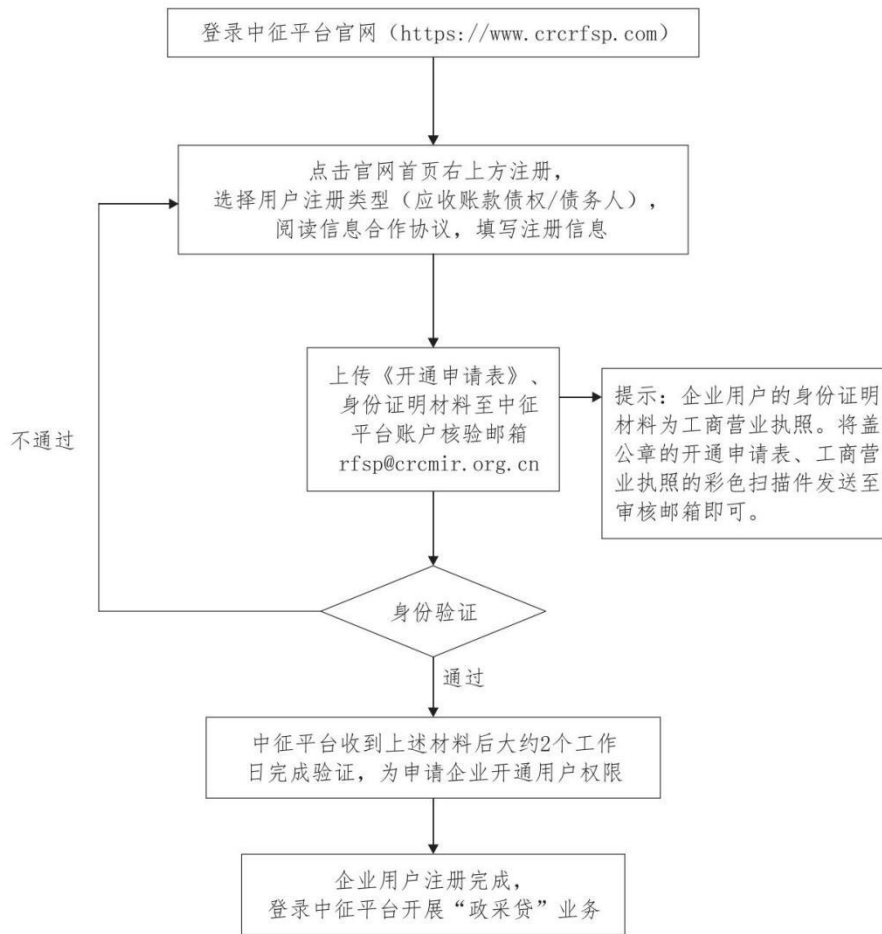 登录中征平台官网（https://www.crcrfsp.com）
点击官网首页右上方注册，
选择用户注册类型（应收账款债权/债务人），
阅读信息合作协议，填写注册信息
上传《开通申请表》、
身份证明材料至中征
平台账户核验邮箱
rfsp@crcmir.org.cn
提示：企业用户的身份证明
材料为工商营业执照。将盖
公章的开通申请表、工商营
业执照的彩色扫描件发送至
审核邮箱即可。
不通过
身份验证
通过
中征平台收到上述材料后大约2个工作
日完成验证，为申请企业开通用户权限
企业用户注册完成，
登录中征平台开展“政采贷”业务